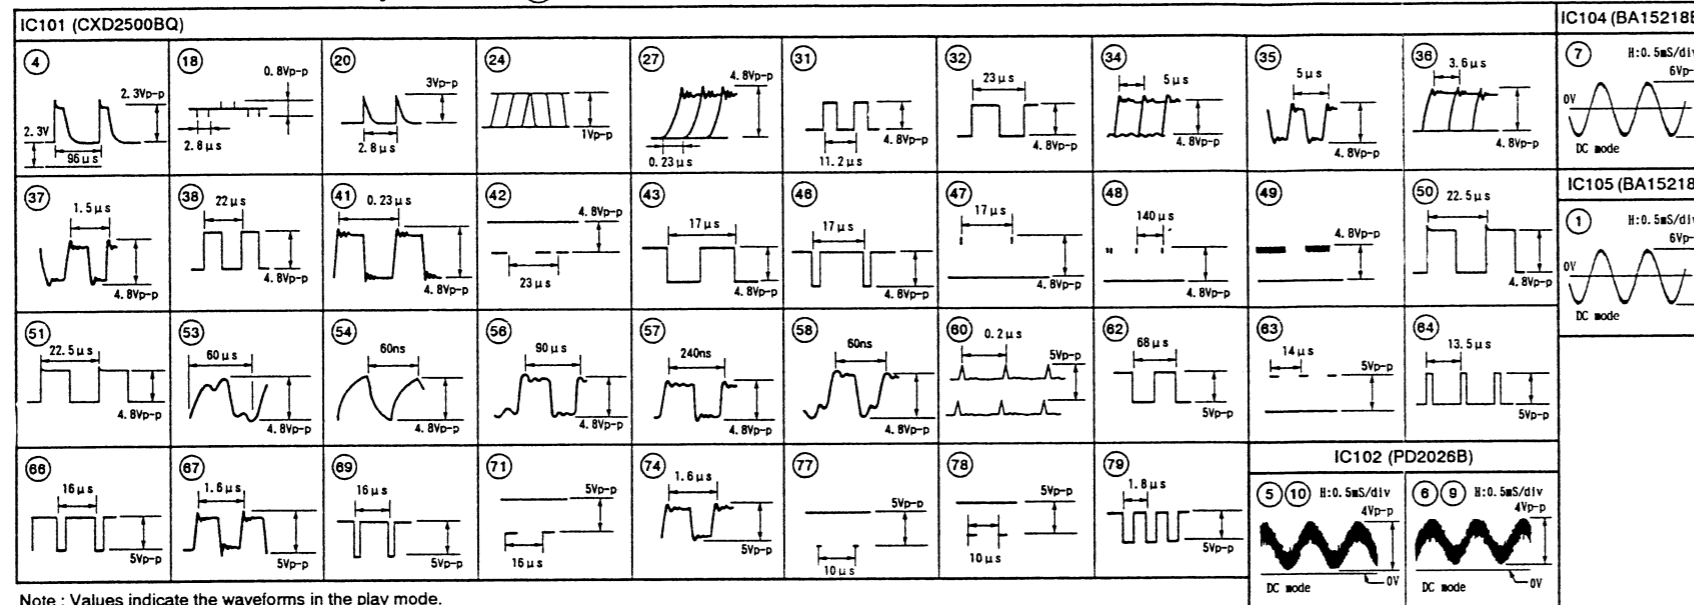 IC101 (CXD2500BQ)
4
2.3Vp-p
2.3V
96μs
18
0.8Vp-p
2.8μs
20
3Vp-p
2.8μs
24
1Vp-p
27
4.8Vp-p
0.23μs
31
4.8Vp-p
11.2μs
32
23μs
4.8Vp-p
34
5μs
4.8Vp-p
35
5μs
4.8Vp-p
36
3.6μs
4.8Vp-p
37
1.5μs
4.8Vp-p
38
22μs
4.8Vp-p
41
0.23μs
4.8Vp-p
42
4.8Vp-p
23μs
43
17μs
4.8Vp-p
46
17μs
4.8Vp-p
47
17μs
4.8Vp-p
48
140μs
4.8Vp-p
49
4.8Vp-p
50
22.5μs
4.8Vp-p
51
22.5μs
4.8Vp-p
53
60μs
4.8Vp-p
54
60ns
4.8Vp-p
56
90μs
4.8Vp-p
57
240ns
4.8Vp-p
58
60ns
4.8Vp-p
60
0.2μs
5Vp-p
62
68μs
5Vp-p
63
14μs
5Vp-p
64
13.5μs
5Vp-p
66
16μs
5Vp-p
67
1.6μs
5Vp-p
69
16μs
5Vp-p
71
5Vp-p
16μs
74
1.6μs
5Vp-p
77
5Vp-p
10μs
78
5Vp-p
10μs
79
1.8μs
5Vp-p
IC102 (PD2026B)
5 10 H:0.5mS/div
4Vp-p
0V
DC mode
6 9 H:0.5mS/div
4Vp-p
0V
DC mode
IC104 (BA15218
7 H:0.5mS/div
6Vp-
0V
DC mode
IC105 (BA15218
1 H:0.5mS/div
6Vp-
0V
DC mode
Note : Values indicate the waveforms in the play mode.